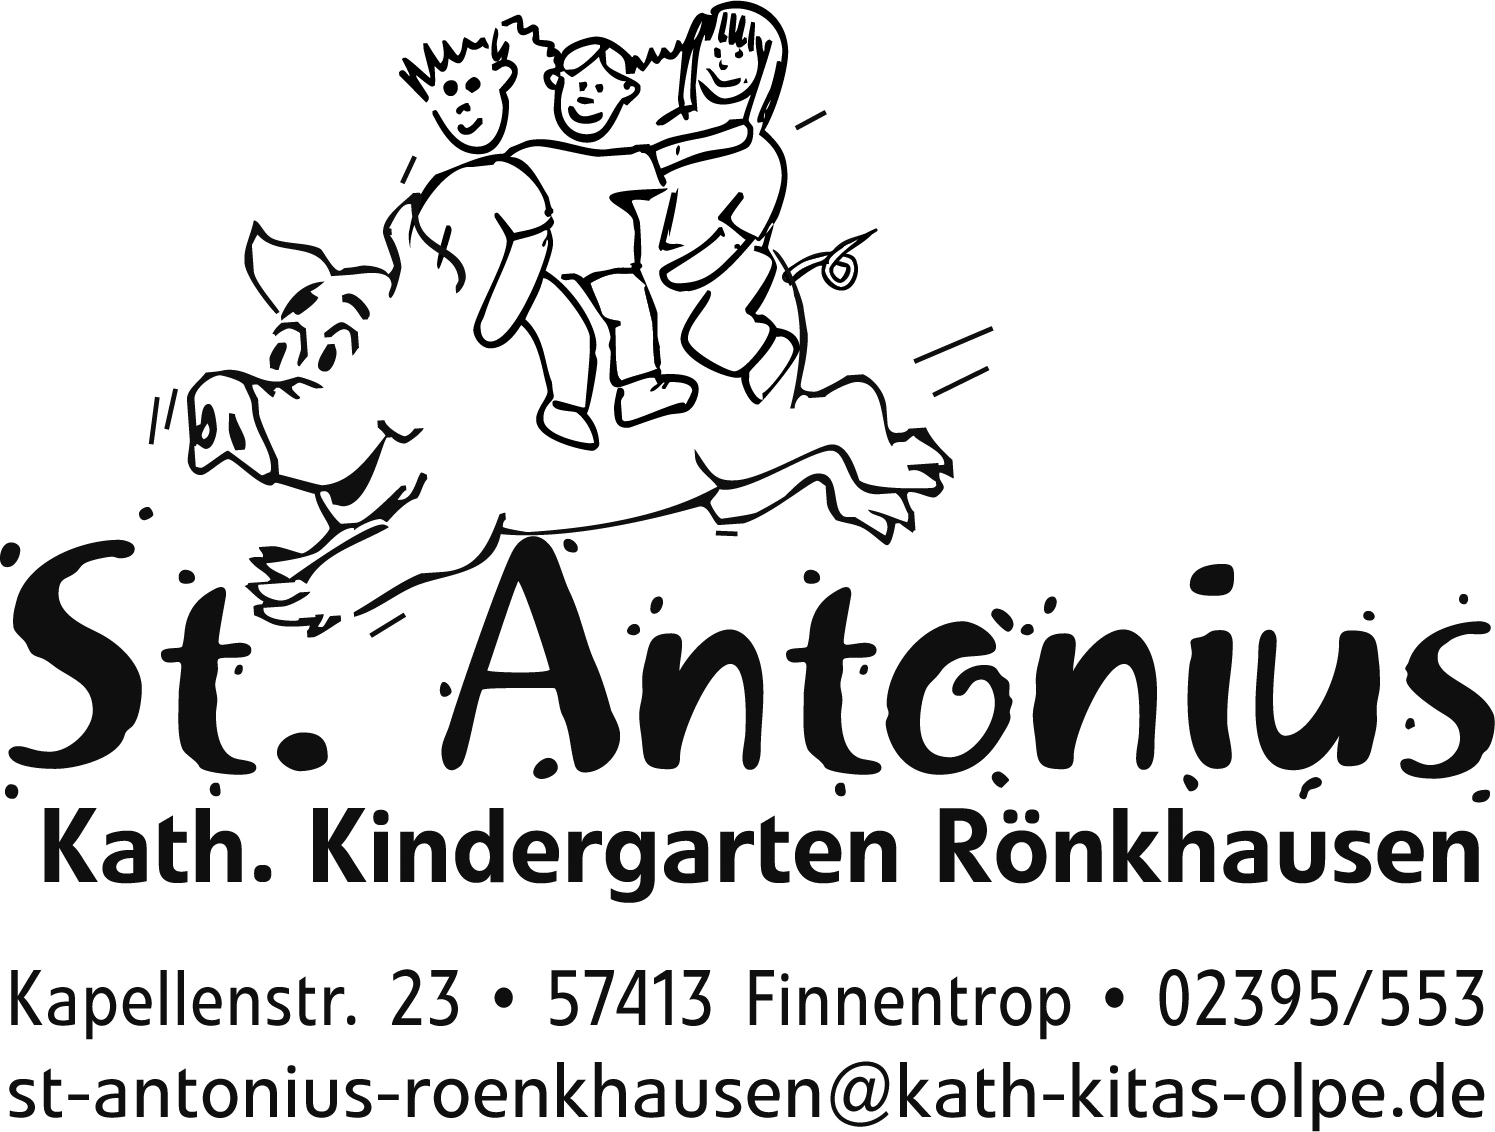 St. Antonius
Kath. Kindergarten Rönkhausen
Kapellenstr. 23 • 57413 Finnentrop • 02395/553
st-antonius-roenkhausen@kath-kitas-olpe.de